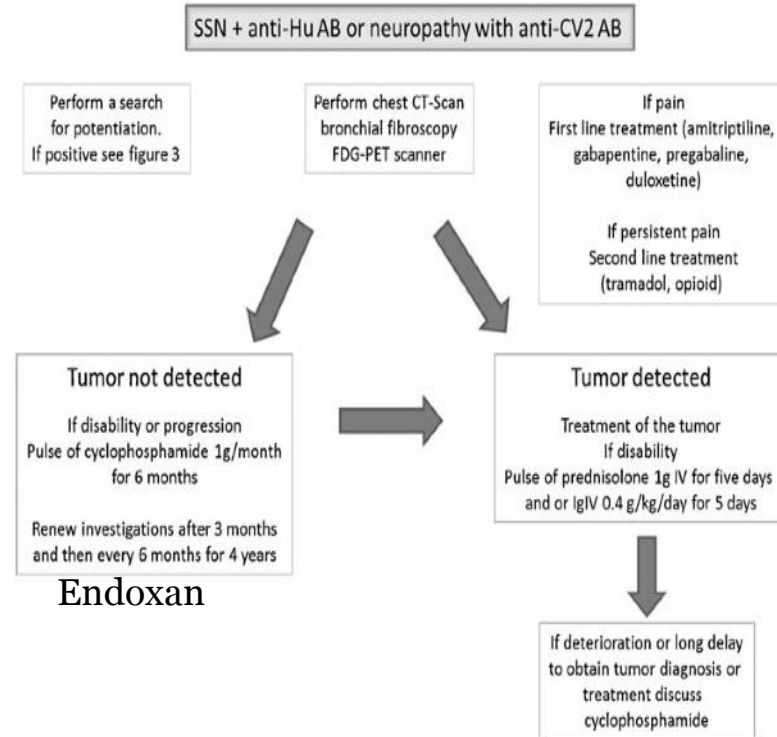 SSN + anti-Hu AB or neuropathy with anti-CV2 AB
Perform a search
for potentiation.
If positive see figure 3
Perform chest CT-Scan
bronchial fibroscopy
FDG-PET scanner
If pain
First line treatment (amitriptiline,
gabapentine, pregabaline,
duloxetine)
If persistent pain
Second line treatment
(tramadol, opioid)
Tumor not detected
If disability or progression
Pulse of cyclophosphamide 1g/month
for 6 months
Renew investigations after 3 months
and then every 6 months for 4 years
Endoxan
Tumor detected
Treatment of the tumor
If disability
Pulse of prednisolone 1g IV for five days
and or IgIV 0.4 g/kg/day for 5 days
If deterioration or long delay
to obtain tumor diagnosis or
treatment discuss
cyclophosphamide